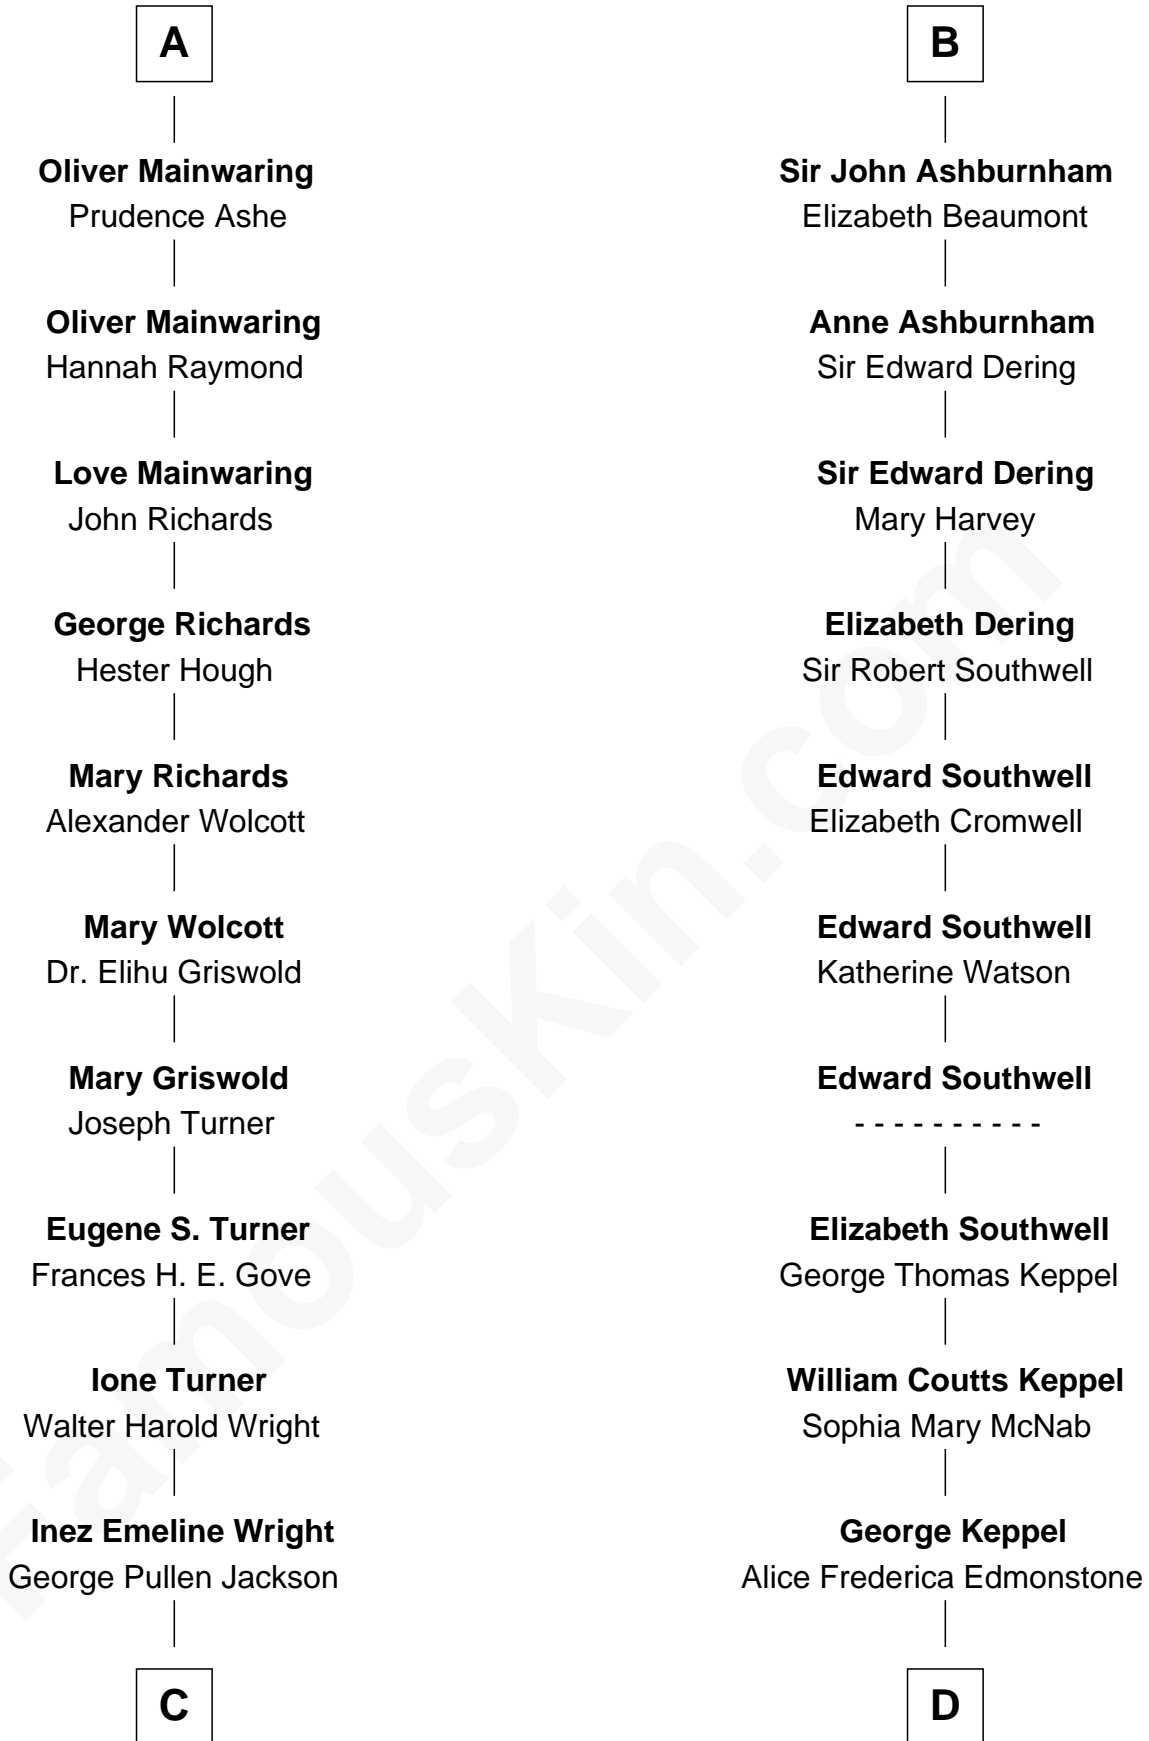 A
Oliver Mainwaring
Prudence Ashe
Oliver Mainwaring
Hannah Raymond
Love Mainwaring
John Richards
George Richards
Hester Hough
Mary Richards
Alexander Wolcott
Mary Wolcott
Dr. Elihu Griswold
Mary Griswold
Joseph Turner
Eugene S. Turner
Frances H. E. Gove
Ione Turner
Walter Harold Wright
Inez Emeline Wright
George Pullen Jackson
C
B
Sir John Ashburnham
Elizabeth Beaumont
Anne Ashburnham
Sir Edward Dering
Sir Edward Dering
Mary Harvey
Elizabeth Dering
Sir Robert Southwell
Edward Southwell
Elizabeth Cromwell
Edward Southwell
Katherine Watson
Edward Southwell
- - - - - - - - - -
Elizabeth Southwell
George Thomas Keppel
William Coutts Keppel
Sophia Mary McNab
George Keppel
Alice Frederica Edmonstone
D
FamousKin.com